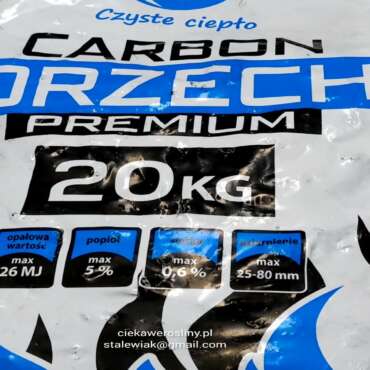 Czyste ciepło
CARBON
ORZECH
PREMIUM
20KG
opałowa
wartość
max
26 MJ
popiół
max
5 %
max
0,6 %
uziarnienie
max
25-80 mm
ciekawerosliny.pl
stalewiak@gmail.com